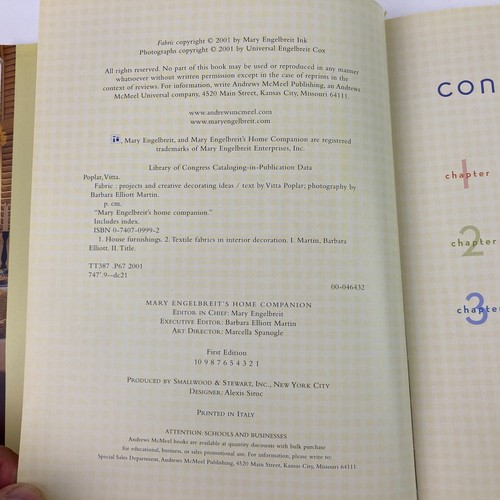 Fabric copyright © 2001 by Mary Engelbreit Ink
Photographs copyright © 2001 by Universal Engelbreit Cox
All rights reserved. No part of this book may be used or reproduced in any manner
whatsoever without written permission except in the case of reprints in the
context of reviews. For information, write Andrews McMeel Publishing, an Andrews
McMeel Universal company, 4520 Main Street, Kansas City, Missouri 64111.
www.andrewsmcmeel.com
www.maryengelbreit.com
, Mary Engelbreit, and Mary Engelbreit's Home Companion are registered
trademarks of Mary Engelbreit Enterprises, Inc.
Library of Congress Cataloging-in-Publication Data
Poplar, Vitta.
Fabric : projects and creative decorating ideas / text by Vitta Poplar; photography by
Barbara Elliott Martin.
p. cm.
"Mary Engelbreit's home companion."
Includes index.
ISBN 0-7407-0999-2
1. House furnishings. 2. Textile fabrics in interior decoration. I. Martin, Barbara
Elliott. II. Title.
TT387 .P67 2001
747'.9--dc21
00-046432
MARY ENGELBREIT'S HOME COMPANION
EDITOR IN CHIEF: Mary Engelbreit
EXECUTIVE EDITOR: Barbara Elliott Martin
ART DIRECTOR: Marcella Spanogle
First Edition
10 9 8 7 6 5 4 3 2 1
PRODUCED BY SMALLWOOD & STEWART, INC., NEW YORK CITY
DESIGNER: Alexis Siroc
PRINTED IN ITALY
ATTENTION: SCHOOLS AND BUSINESSES
Andrews McMeel books are available at quantity discounts with bulk purchase
for educational, business, or sales promotional use. For information, please write to:
Special Sales Department, Andrews McMeel Publishing, 4520 Main Street, Kansas City, Missouri 64111.
con
1 chapter
2 chapter
3 chapter